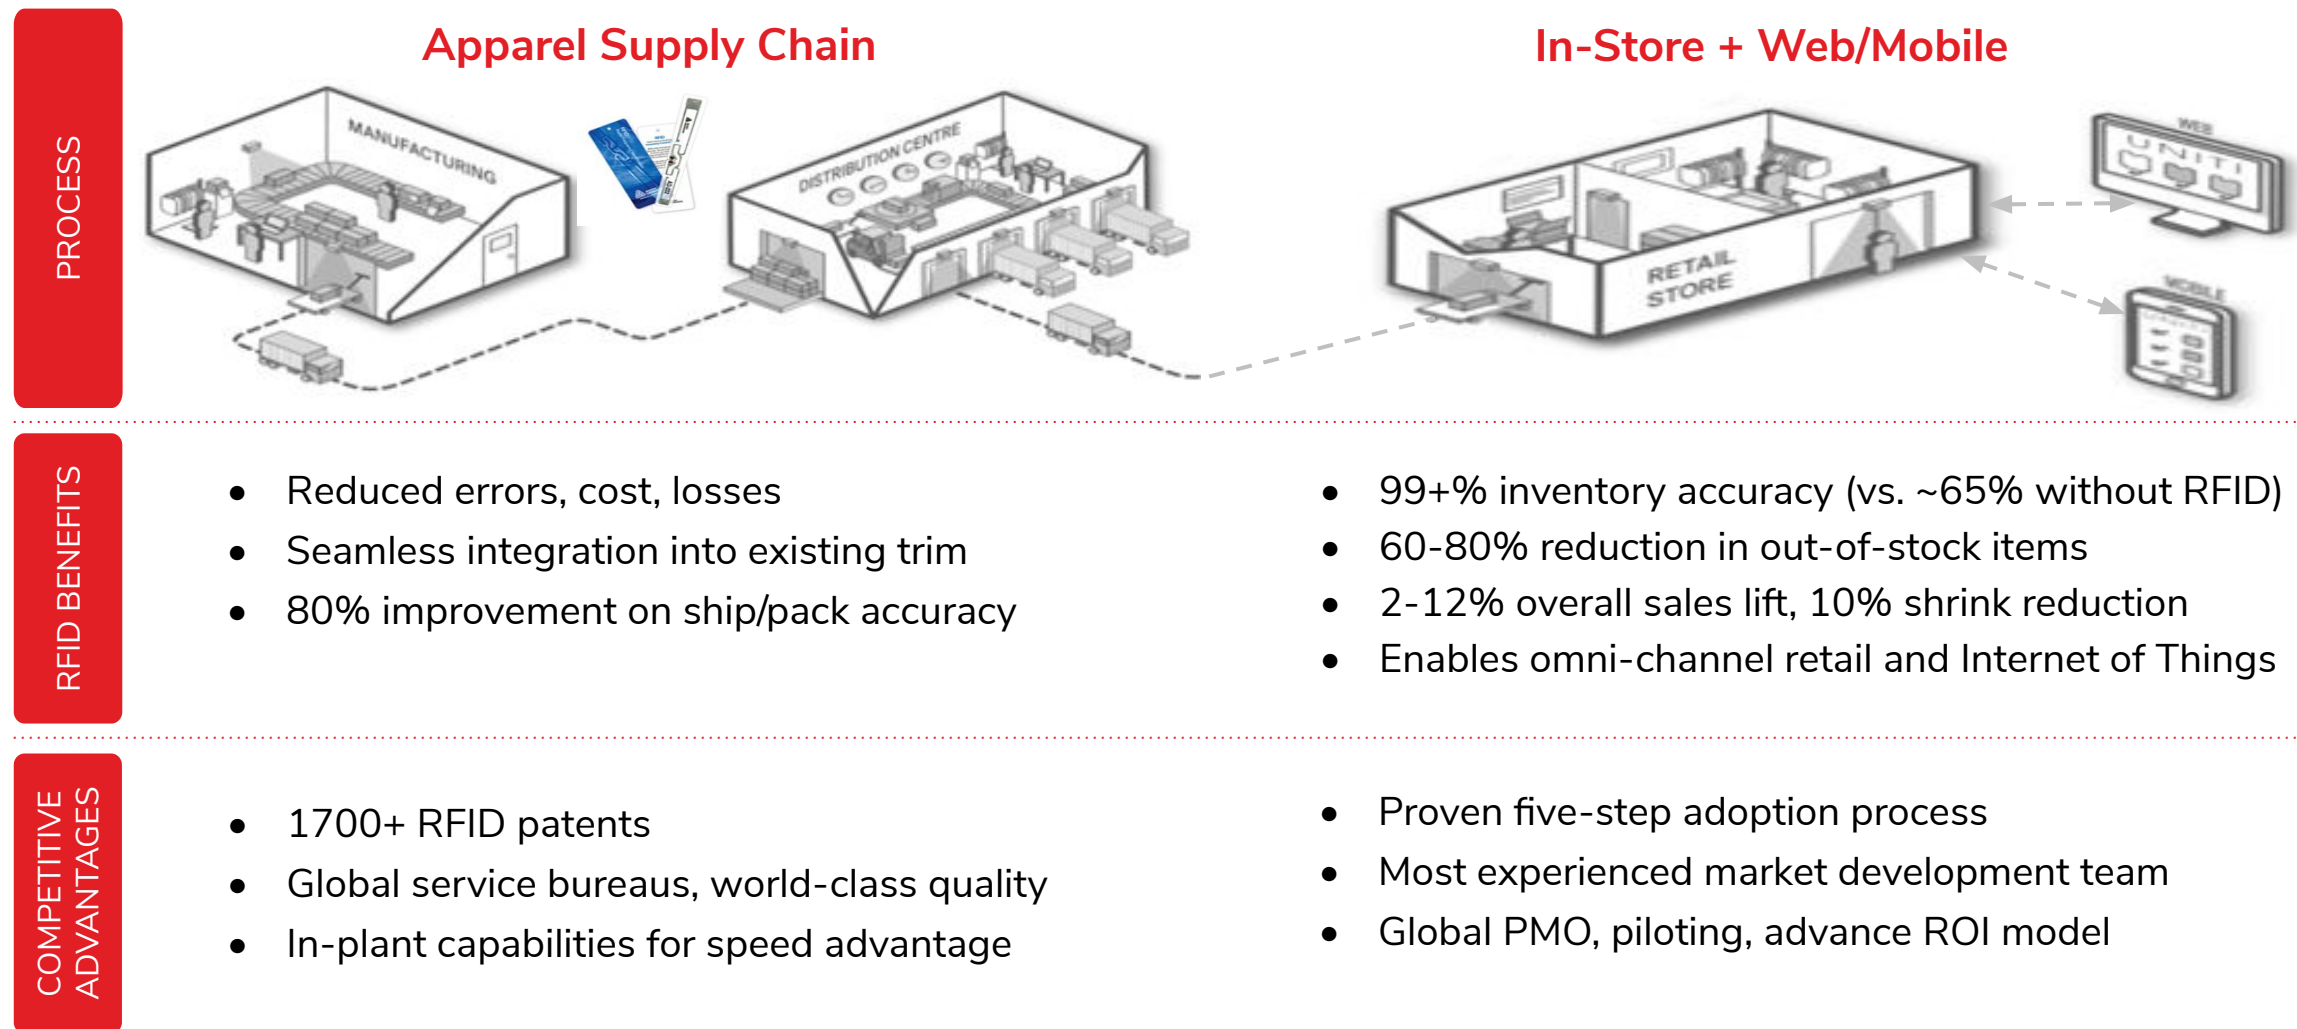 Apparel Supply Chain
In-Store + Web/Mobile
PROCESS
MANUFACTURING
DISTRIBUTION CENTRE
RETAIL
STORE
WEB
UNITI
MOBILE
RFID BENEFITS
• Reduced errors, cost, losses
• Seamless integration into existing trim
• 80% improvement on ship/pack accuracy
• 99+% inventory accuracy (vs. ~65% without RFID)
• 60-80% reduction in out-of-stock items
• 2-12% overall sales lift, 10% shrink reduction
• Enables omni-channel retail and Internet of Things
COMPETITIVE
ADVANTAGES
• 1700+ RFID patents
• Global service bureaus, world-class quality
• In-plant capabilities for speed advantage
• Proven five-step adoption process
• Most experienced market development team
• Global PMO, piloting, advance ROI model